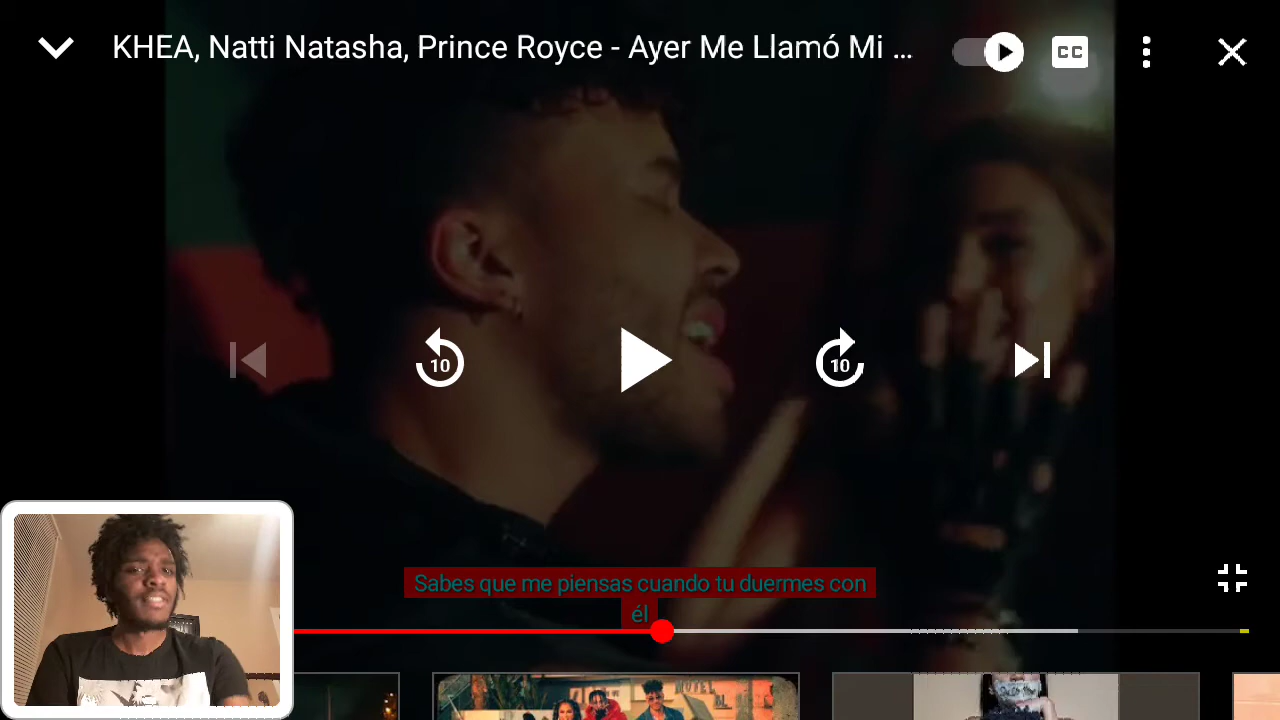 KHEA, Natti Natasha, Prince Royce - Ayer Me Llamó Mi ...
CC
10
10
Sabes que me piensas cuando tu duermes con
él
MOTEL